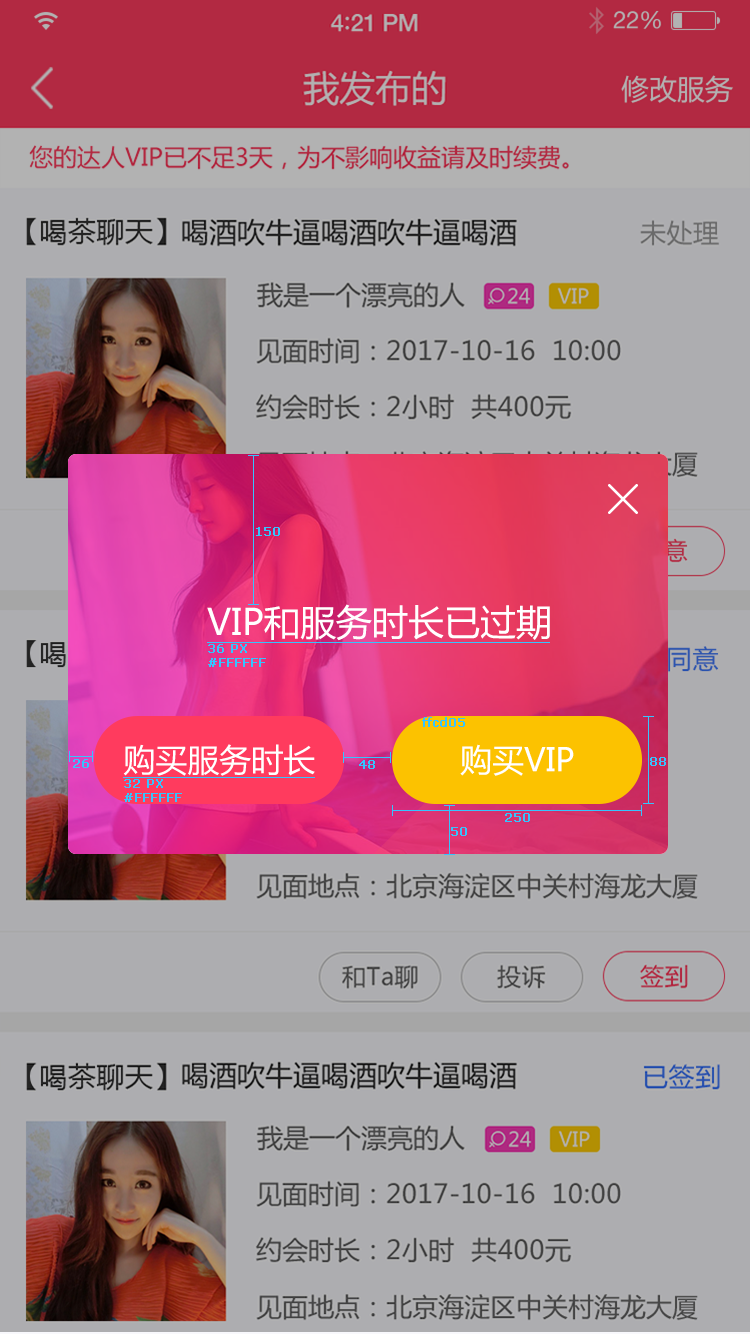 4:21 PM 22%
我发布的 修改服务
您的达人VIP已不足3天，为不影响收益请及时续费。
【喝茶聊天】喝酒吹牛逼喝酒吹牛逼喝酒 未处理
我是一个漂亮的人 24 VIP
见面时间：2017-10-16 10:00
约会时长：2小时 共400元
大厦
150
意
VIP和服务时长已过期
36 PX
#FFFFFF
【喝 同意
ffcd05
购买服务时长 购买VIP
26 48 88
32 PX
#FFFFFF
250
50
见面地点：北京海淀区中关村海龙大厦
和Ta聊 投诉 签到
【喝茶聊天】喝酒吹牛逼喝酒吹牛逼喝酒 已签到
我是一个漂亮的人 24 VIP
见面时间：2017-10-16 10:00
约会时长：2小时 共400元
见面地点：北京海淀区中关村海龙大厦